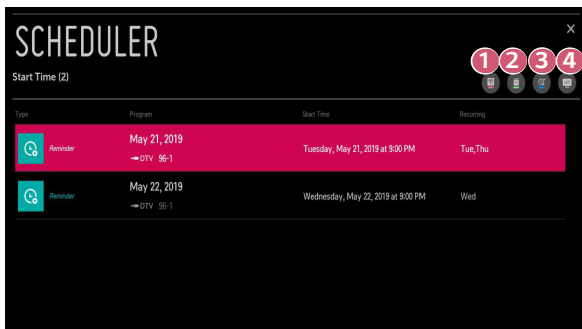 SCHEDULER
X
Start Time (2)
1 2 3 4
Type Program Start Time Recurring
Reminder May 21, 2019 Tuesday, May 21, 2019 at 9:00 PM Tue,Thu
DTV 96-1
Reminder May 22, 2019 Wednesday, May 22, 2019 at 9:00 PM Wed
DTV 96-1